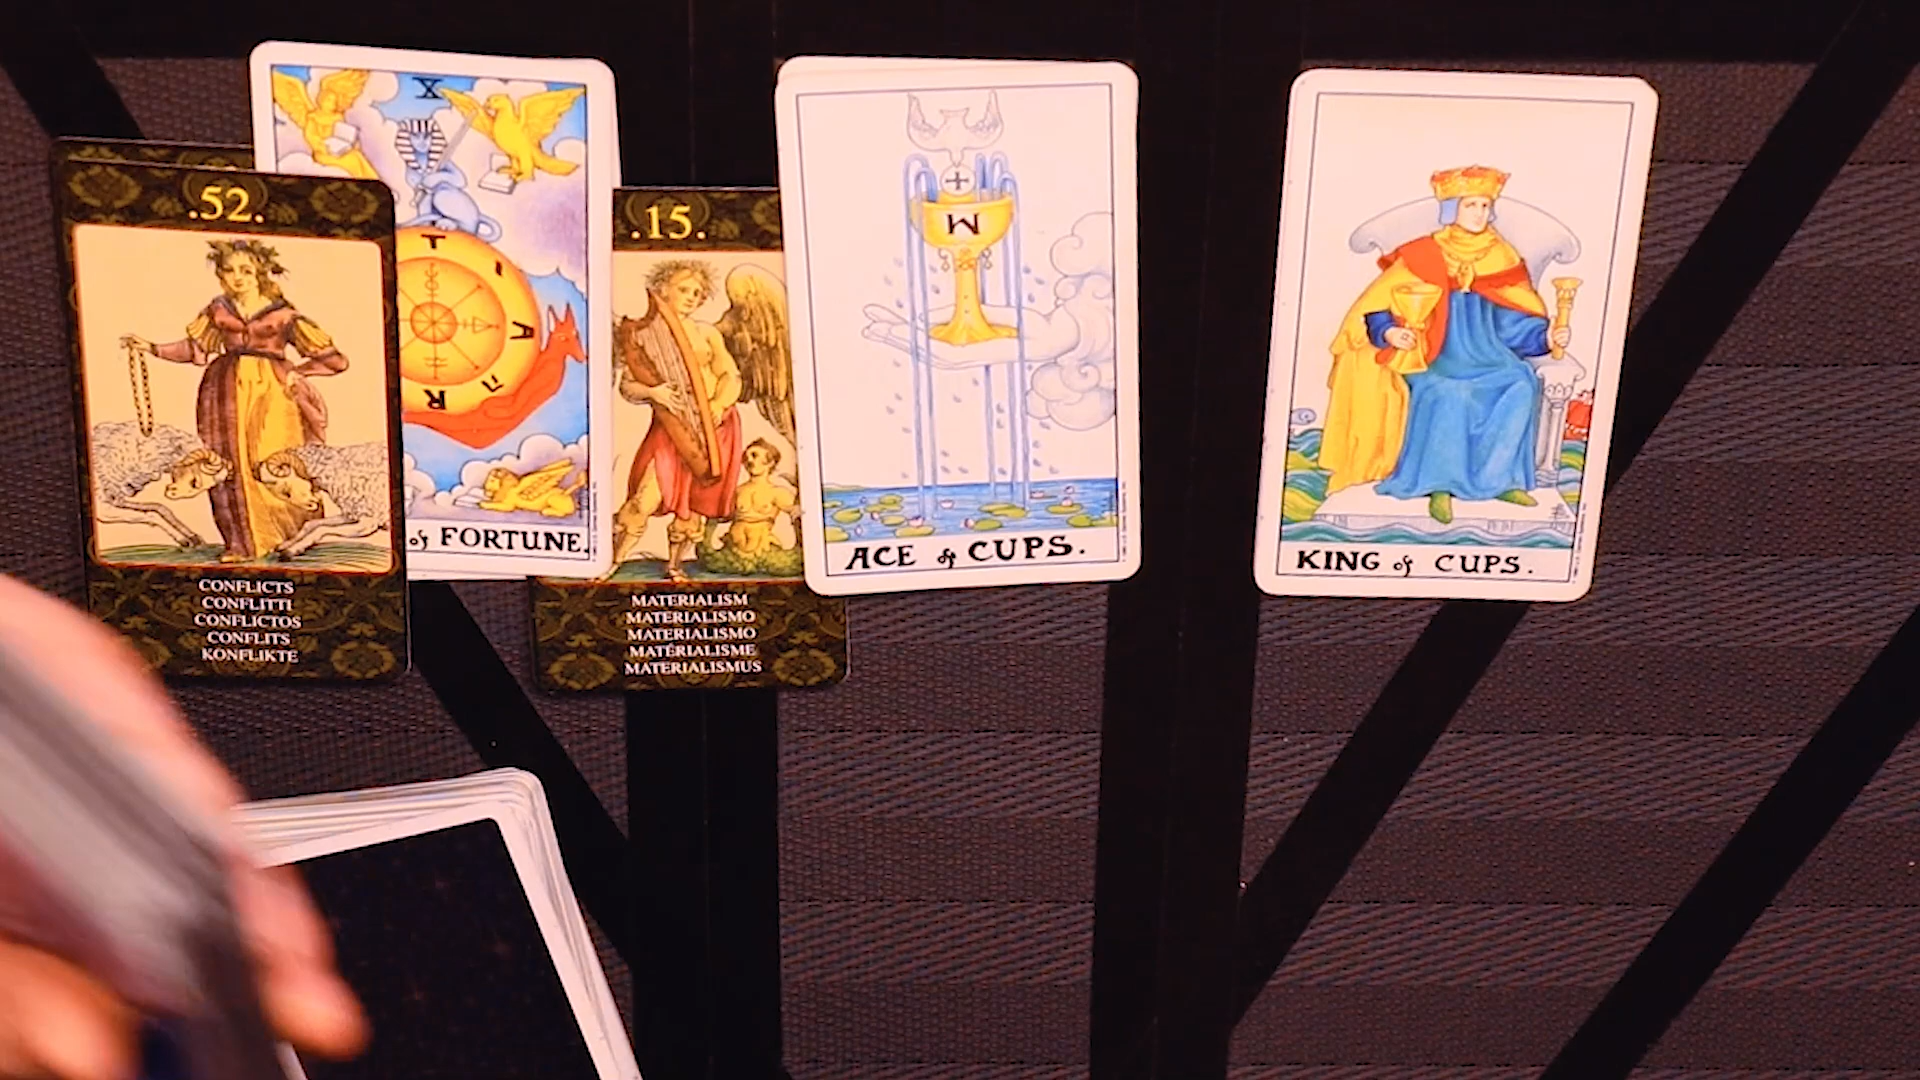 .52.
CONFLICTS
CONFLITTI
CONFLICTOS
CONFLITS
KONFLIKTE
X
T
A
R
of FORTUNE.
.15.
MATERIALISM
MATERIALISMO
MATERIALISMO
MATÉRIALISME
MATERIALISMUS
ACE of CUPS.
KING of CUPS.